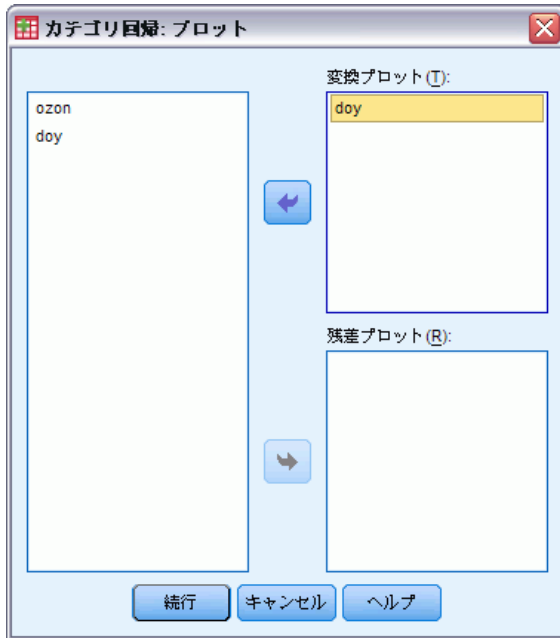 カテゴリ回帰: プロット
変換プロット(T):
ozon
doy
doy
残差プロット(R):
続行
キャンセル
ヘルプ